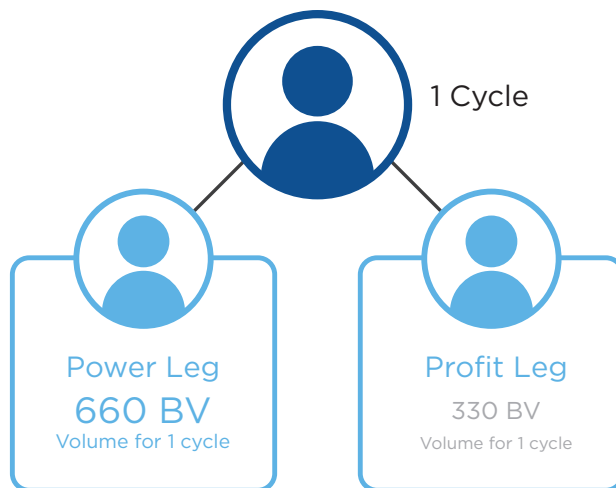 1 Cycle
Power Leg
660 BV
Volume for 1 cycle
Profit Leg
330 BV
Volume for 1 cycle